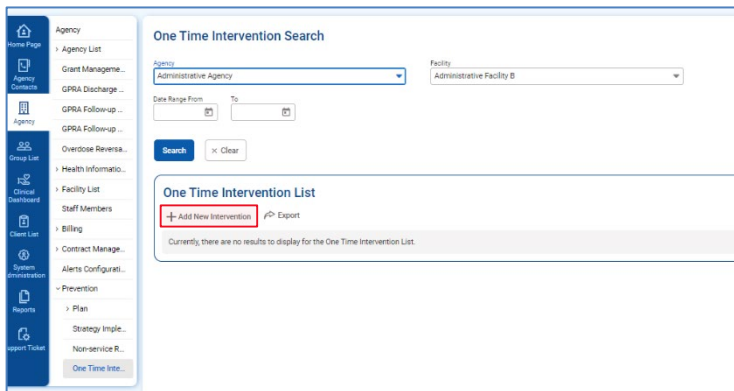 Home Page
Agency
Contacts
Agency
Group List
Clinical
Dashboard
Client List
System
dministration
Reports
upport Ticket
Agency
Agency List
Grant Manageme...
GPRA Discharge ...
GPRA Follow-up ...
GPRA Follow-up ...
Overdose Reversa...
Health Informatio...
Facility List
Staff Members
Billing
Contract Manage...
Alerts Configurati...
Prevention
Plan
Strategy Imple...
Non-service R...
One Time Inte...
One Time Intervention Search
Agency
Administrative Agency
Facility
Administrative Facility B
Date Range From To
Search × Clear
One Time Intervention List
+ Add New Intervention Export
Currently, there are no results to display for the One Time Intervention List.